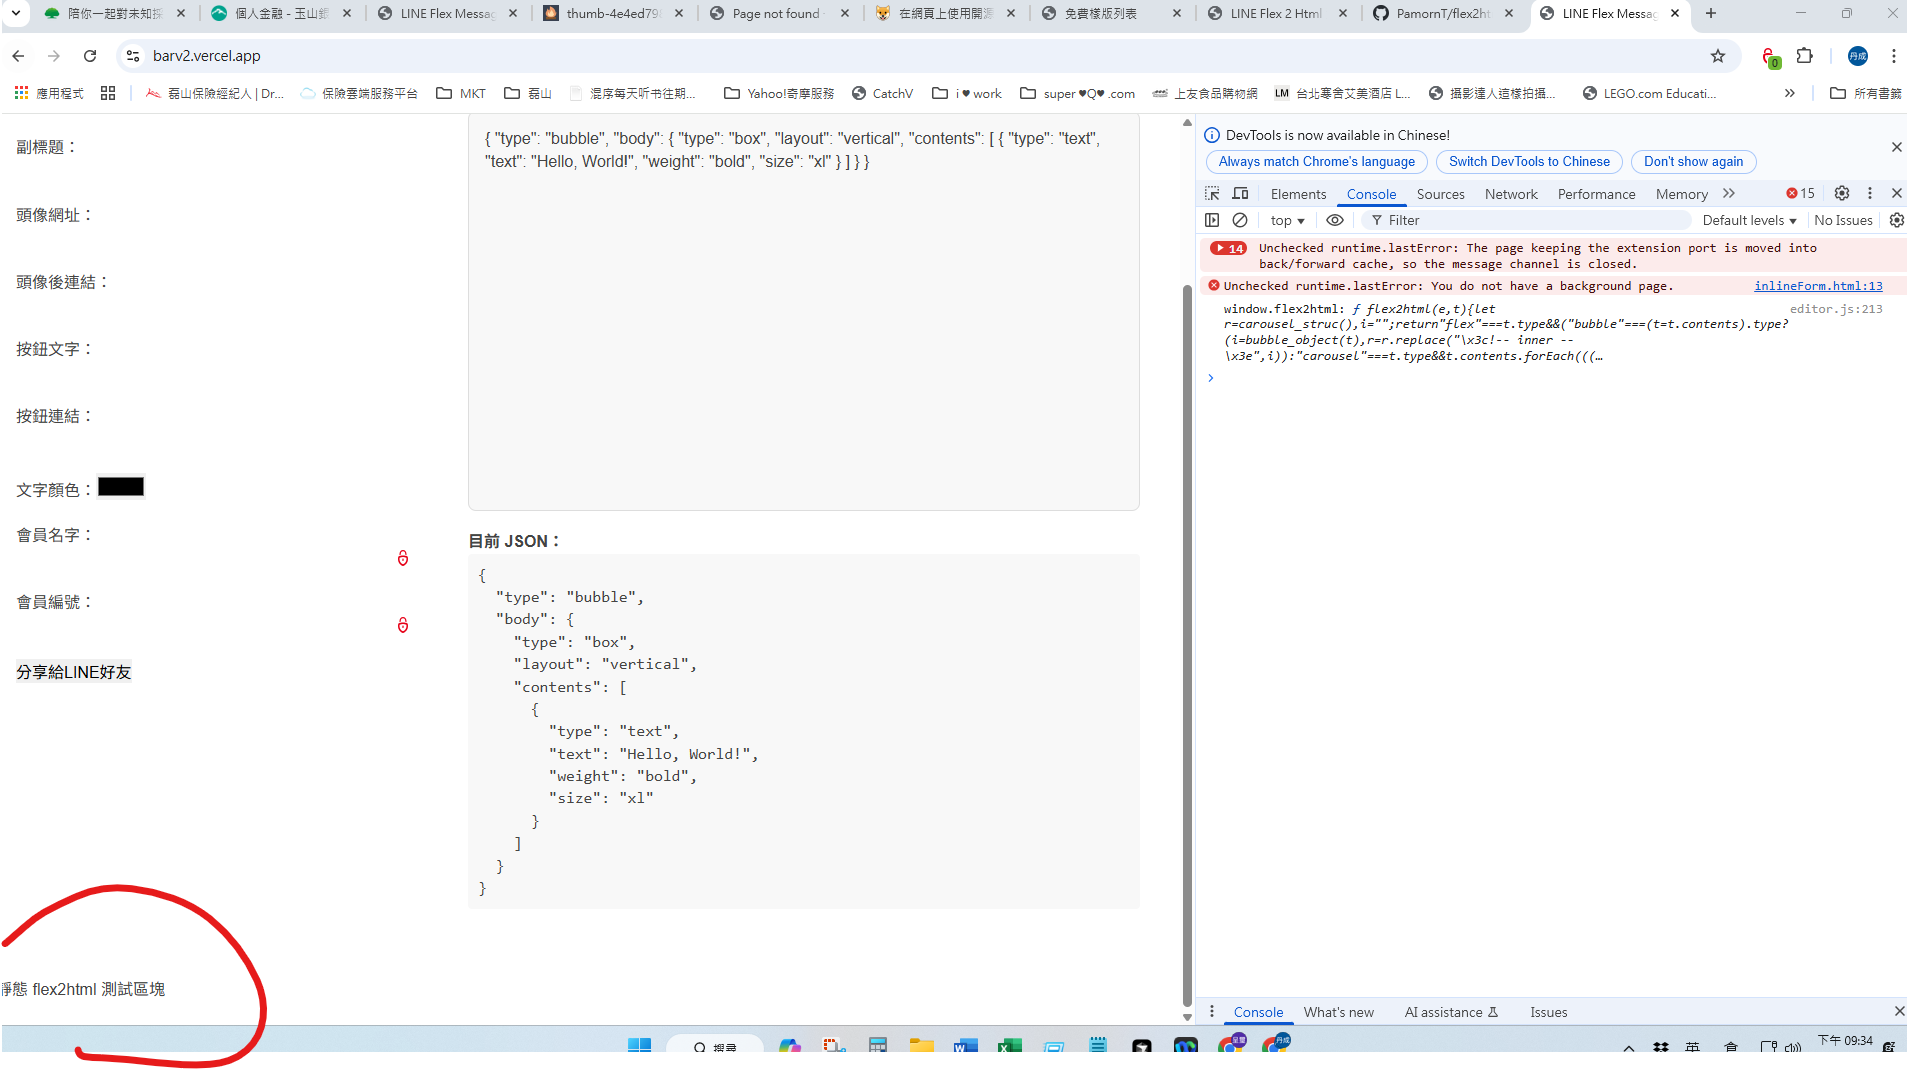 陪你一起對未知探
個人金融 - 玉山銀
LINE Flex Messag
thumb-4e4ed798
Page not found -
在網頁上使用開源
免費樣版列表
LINE Flex 2 Html
PamornT/flex2ht
LINE Flex Messag
barv2.vercel.app
0
丹成
應用程式
磊山保險經紀人 | Dr...
保險雲端服務平台
MKT
磊山
混序每天听书往期...
Yahoo!奇摩服務
CatchV
i ♥ work
super ♥Q♥ .com
上友食品購物網
LM 台北寒舍艾美酒店 L...
攝影達人這樣拍攝...
LEGO.com Educati...
所有書籤
副標題：
頭像網址：
頭像後連結：
按鈕文字：
按鈕連結：
文字顏色：
會員名字：
會員編號：
分享給LINE好友
{ "type": "bubble", "body": { "type": "box", "layout": "vertical", "contents": [ { "type": "text",
"text": "Hello, World!", "weight": "bold", "size": "xl" } ] } }
目前 JSON：
{
"type": "bubble",
"body": {
"type": "box",
"layout": "vertical",
"contents": [
{
"type": "text",
"text": "Hello, World!",
"weight": "bold",
"size": "xl"
}
]
}
}
靜態 flex2html 測試區塊
DevTools is now available in Chinese!
Always match Chrome's language
Switch DevTools to Chinese
Don't show again
Elements
Console
Sources
Network
Performance
Memory
15
top
Filter
Default levels
No Issues
14
Unchecked runtime.lastError: The page keeping the extension port is moved into
back/forward cache, so the message channel is closed.
Unchecked runtime.lastError: You do not have a background page.
inlineForm.html:13
window.flex2html: ƒ flex2html(e,t){let
editor.js:213
r=carousel_struc(),i="";return"flex"===t.type&&("bubble"===(t=t.contents).type?
(i=bubble_object(t),r=r.replace("\x3c!-- inner --
\x3e",i)):"carousel"===t.type&&t.contents.forEach(((…
Console
What's new
AI assistance
Issues
搜尋
呈璽
丹成
英
下午 09:34